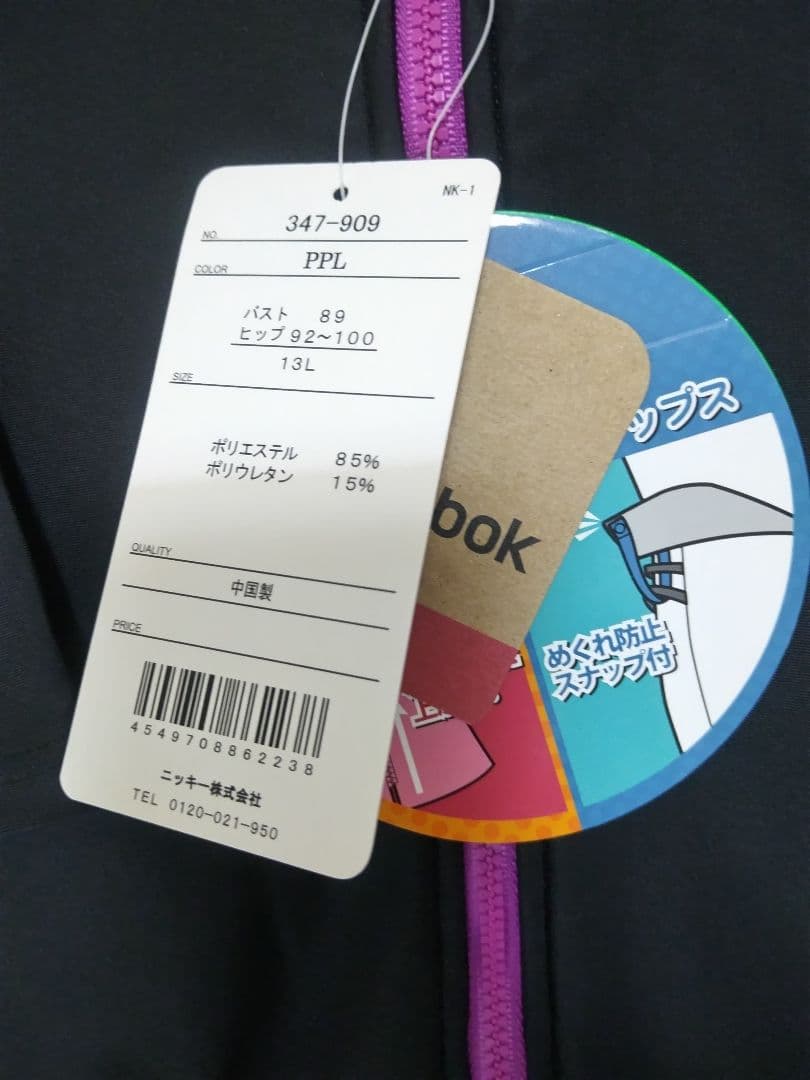 NK-1
NO. 347-909
COLOR PPL
バスト 89
ヒップ 92～100
13L
SIZE
ポリエステル 85%
ポリウレタン 15%
QUALITY
中国製
PRICE
4549708862238
ニッキー株式会社
TEL 0120-021-950
bok
ップス
めくれ防止
スナップ付